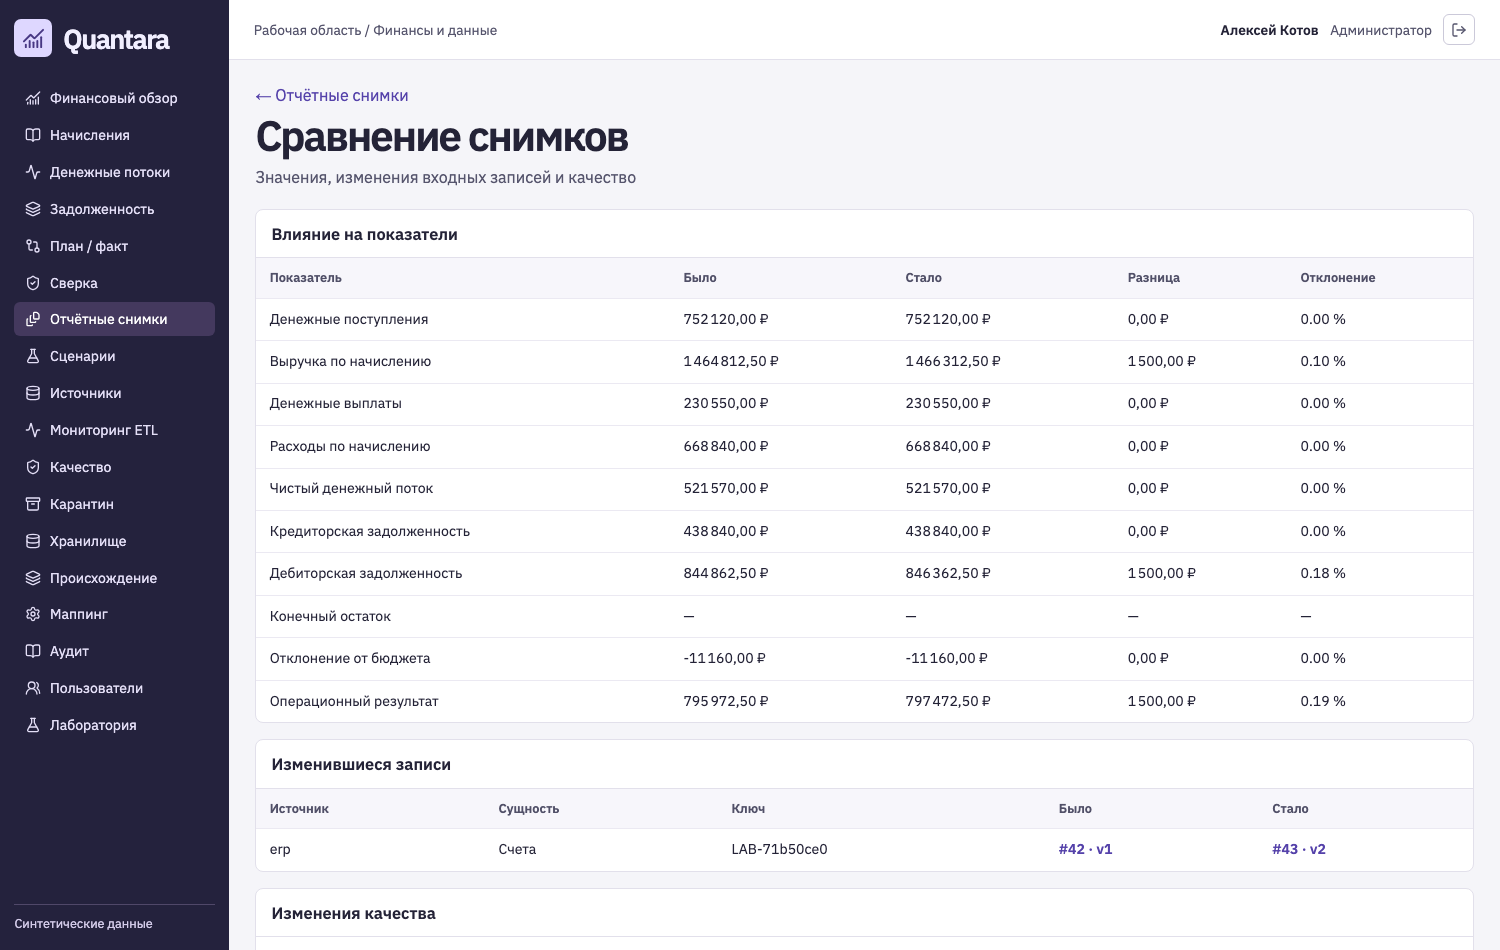 Quantara
Финансовый обзор
Начисления
Денежные потоки
Задолженность
План / факт
Сверка
Отчётные снимки
Сценарии
Источники
Мониторинг ETL
Качество
Карантин
Хранилище
Происхождение
Маппинг
Аудит
Пользователи
Лаборатория
Синтетические данные
Рабочая область / Финансы и данные
Алексей Котов Администратор
← Отчётные снимки
Сравнение снимков
Значения, изменения входных записей и качество
Влияние на показатели
Показатель Было Стало Разница Отклонение
Денежные поступления 752 120,00 ₽ 752 120,00 ₽ 0,00 ₽ 0.00 %
Выручка по начислению 1 464 812,50 ₽ 1 466 312,50 ₽ 1 500,00 ₽ 0.10 %
Денежные выплаты 230 550,00 ₽ 230 550,00 ₽ 0,00 ₽ 0.00 %
Расходы по начислению 668 840,00 ₽ 668 840,00 ₽ 0,00 ₽ 0.00 %
Чистый денежный поток 521 570,00 ₽ 521 570,00 ₽ 0,00 ₽ 0.00 %
Кредиторская задолженность 438 840,00 ₽ 438 840,00 ₽ 0,00 ₽ 0.00 %
Дебиторская задолженность 844 862,50 ₽ 846 362,50 ₽ 1 500,00 ₽ 0.18 %
Конечный остаток — — — —
Отклонение от бюджета -11 160,00 ₽ -11 160,00 ₽ 0,00 ₽ 0.00 %
Операционный результат 795 972,50 ₽ 797 472,50 ₽ 1 500,00 ₽ 0.19 %
Изменившиеся записи
Источник Сущность Ключ Было Стало
erp Счета LAB-71b50ce0 #42 · v1 #43 · v2
Изменения качества